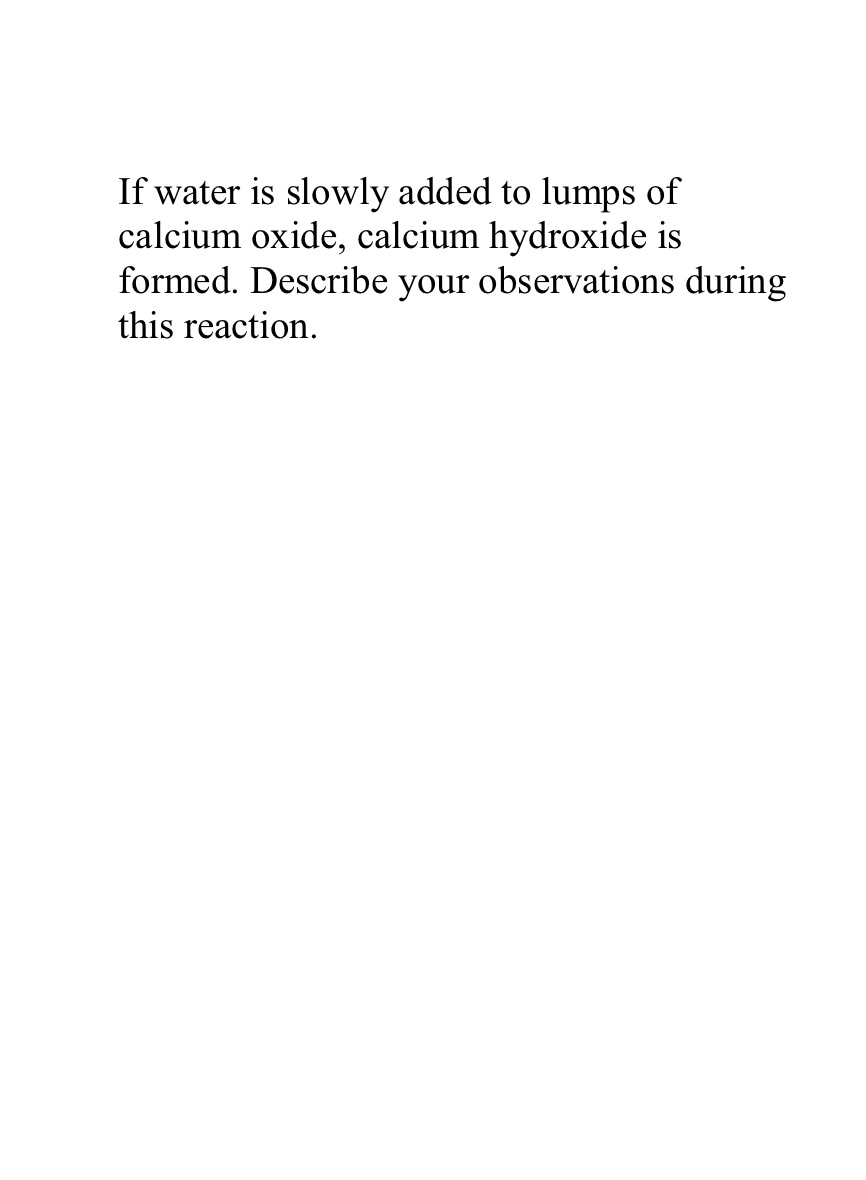 If water is slowly added to lumps of
calcium oxide, calcium hydroxide is
formed. Describe your observations during
this reaction.